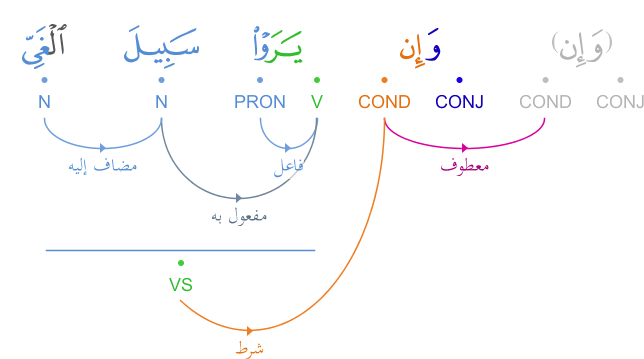 (وَإِن) وَإِن يَرَوْا۟ سَبِيلَ ٱلْغَىِّ
N N PRON V COND CONJ COND CONJ
مضاف إليه فاعل معطوف
مفعول به
VS
شرط